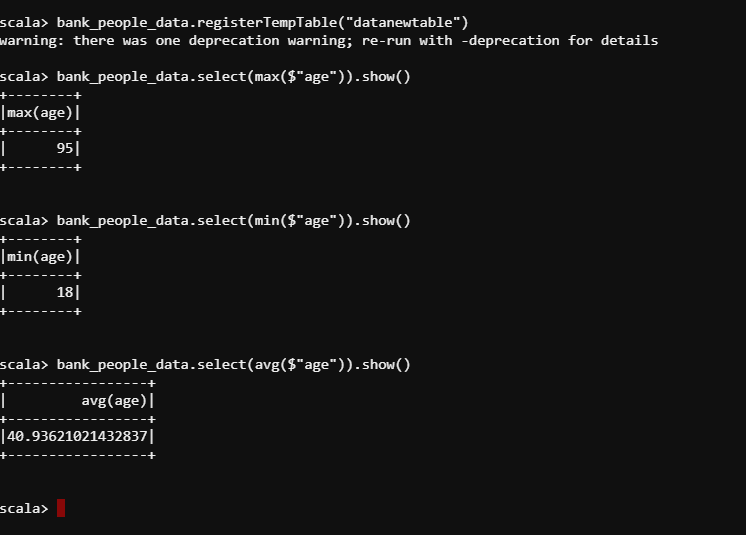 scala> bank_people_data.registerTempTable("datanewtable")
warning: there was one deprecation warning; re-run with -deprecation for details
scala> bank_people_data.select(max($"age")).show()
+--------+
|max(age)|
+--------+
|      95|
+--------+
scala> bank_people_data.select(min($"age")).show()
+--------+
|min(age)|
+--------+
|      18|
+--------+
scala> bank_people_data.select(avg($"age")).show()
+-----------------+
|         avg(age)|
+-----------------+
|40.93621021432837|
+-----------------+
scala>